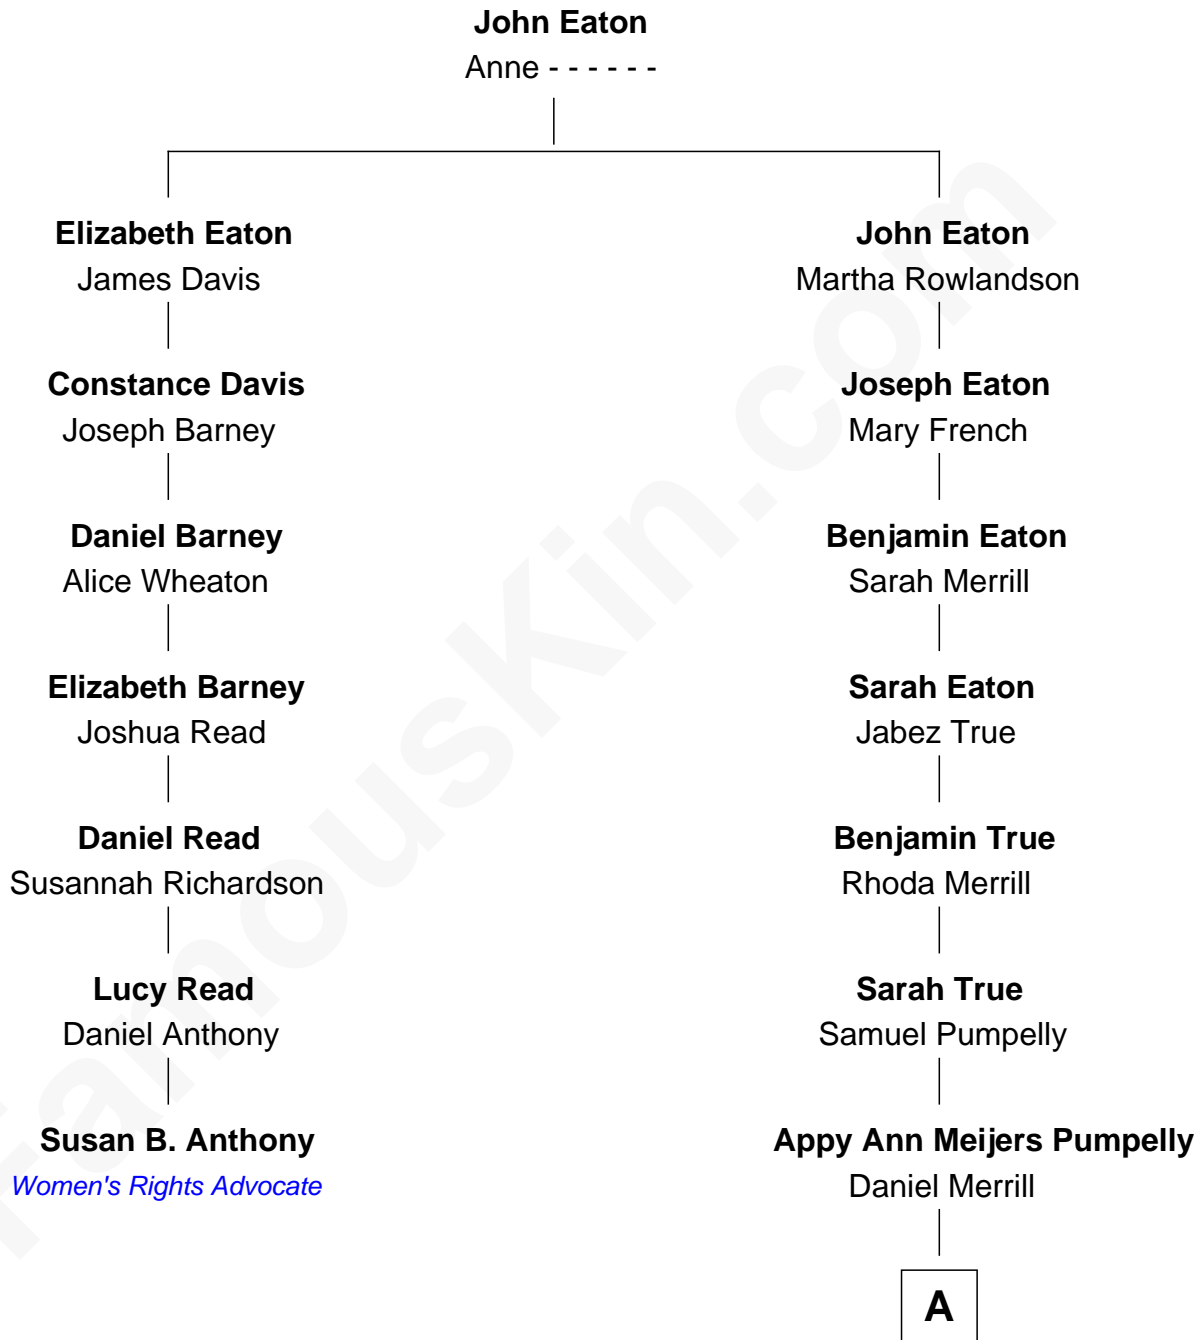 John Eaton
Anne - - - - - -
Elizabeth Eaton
James Davis
John Eaton
Martha Rowlandson
Constance Davis
Joseph Barney
Joseph Eaton
Mary French
Daniel Barney
Alice Wheaton
Benjamin Eaton
Sarah Merrill
Elizabeth Barney
Joshua Read
Sarah Eaton
Jabez True
Daniel Read
Susannah Richardson
Benjamin True
Rhoda Merrill
Lucy Read
Daniel Anthony
Sarah True
Samuel Pumpelly
Susan B. Anthony
Women's Rights Advocate
Appy Ann Meijers Pumpelly
Daniel Merrill
A
FamousKin.com